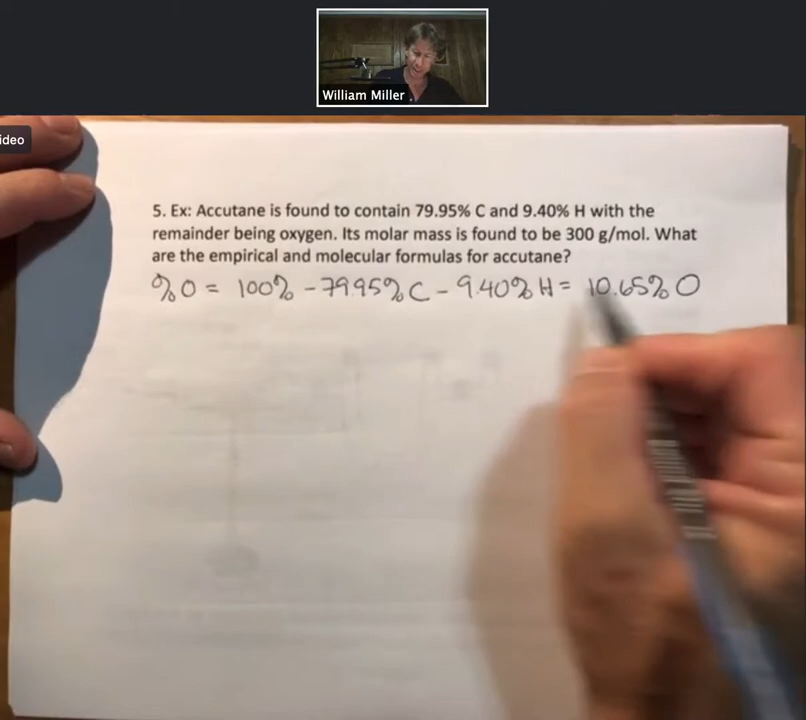 William Miller
ideo
5. Ex: Accutane is found to contain 79.95% C and 9.40% H with the
remainder being oxygen. Its molar mass is found to be 300 g/mol. What
are the empirical and molecular formulas for accutane?
%O = 100% - 79.95% C - 9.40% H = 10.65% O